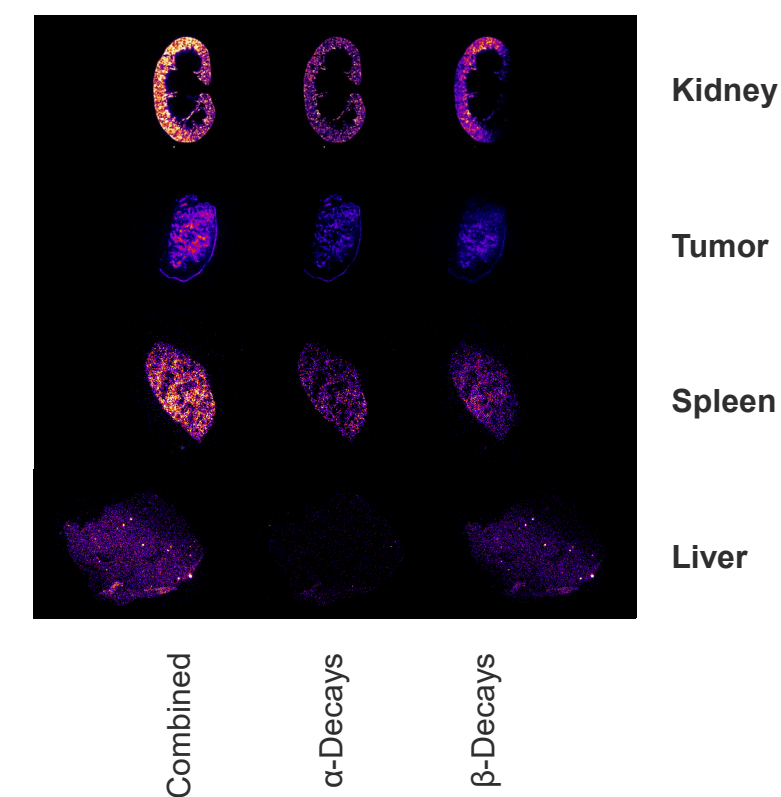 Kidney
Tumor
Spleen
Liver
Combined
α-Decays
β-Decays